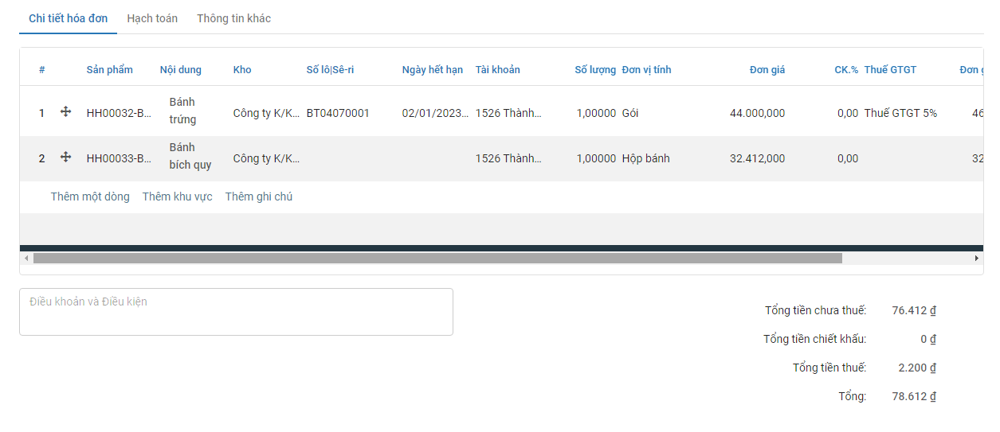 Chi tiết hóa đơn Hạch toán Thông tin khác
# Sản phẩm Nội dung Kho Số lô|Sê-ri Ngày hết hạn Tài khoản Số lượng Đơn vị tính Đơn giá CK.% Thuế GTGT Đơn
Bánh
1 HH00032-B... Công ty K/K... BT04070001 02/01/2023... 1526 Thành... 1,00000 Gói 44.000,000 0,00 Thuế GTGT 5% 46
trứng
Bánh
2 HH00033-B... Công ty K/K... 1526 Thành... 1,00000 Hộp bánh 32.412,000 0,00 32
bích quy
Thêm một dòng Thêm khu vực Thêm ghi chú
Điều khoản và Điều kiện
Tổng tiền chưa thuế: 76.412 ₫
Tổng tiền chiết khấu: 0 ₫
Tổng tiền thuế: 2.200 ₫
Tổng: 78.612 ₫